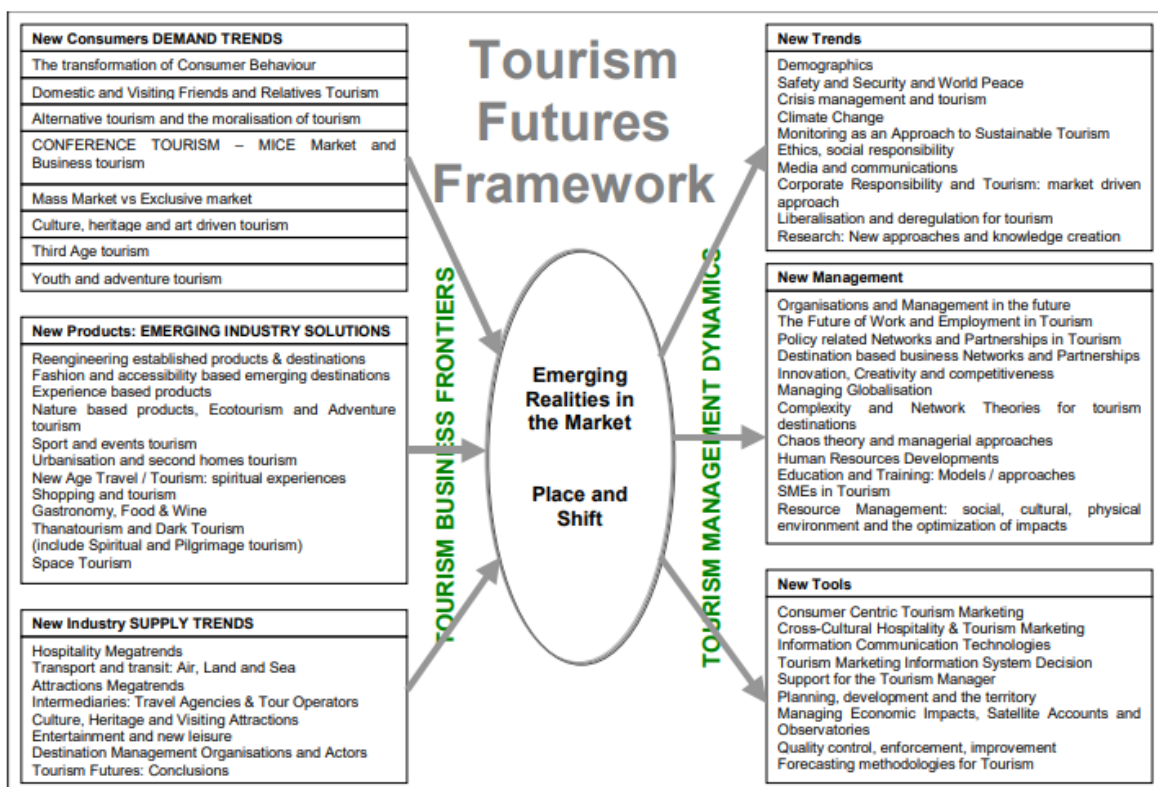 Tourism
Futures
Framework
New Consumers DEMAND TRENDS
The transformation of Consumer Behaviour
Domestic and Visiting Friends and Relatives Tourism
Alternative tourism and the moralisation of tourism
CONFERENCE TOURISM – MICE Market and
Business tourism
Mass Market vs Exclusive market
Culture, heritage and art driven tourism
Third Age tourism
Youth and adventure tourism
New Products: EMERGING INDUSTRY SOLUTIONS
Reengineering established products & destinations
Fashion and accessibility based emerging destinations
Experience based products
Nature based products, Ecotourism and Adventure
tourism
Sport and events tourism
Urbanisation and second homes tourism
New Age Travel / Tourism: spiritual experiences
Shopping and tourism
Gastronomy, Food & Wine
Thanatourism and Dark Tourism
(include Spiritual and Pilgrimage tourism)
Space Tourism
New Industry SUPPLY TRENDS
Hospitality Megatrends
Transport and transit: Air, Land and Sea
Attractions Megatrends
Intermediaries: Travel Agencies & Tour Operators
Culture, Heritage and Visiting Attractions
Entertainment and new leisure
Destination Management Organisations and Actors
Tourism Futures: Conclusions
TOURISM BUSINESS FRONTIERS
Emerging
Realities in
the Market
Place and
Shift
TOURISM MANAGEMENT DYNAMICS
New Trends
Demographics
Safety and Security and World Peace
Crisis management and tourism
Climate Change
Monitoring as an Approach to Sustainable Tourism
Ethics, social responsibility
Media and communications
Corporate Responsibility and Tourism: market driven
approach
Liberalisation and deregulation for tourism
Research: New approaches and knowledge creation
New Management
Organisations and Management in the future
The Future of Work and Employment in Tourism
Policy related Networks and Partnerships in Tourism
Destination based business Networks and Partnerships
Innovation, Creativity and competitiveness
Managing Globalisation
Complexity and Network Theories for tourism
destinations
Chaos theory and managerial approaches
Human Resources Developments
Education and Training: Models / approaches
SMEs in Tourism
Resource Management: social, cultural, physical
environment and the optimization of impacts
New Tools
Consumer Centric Tourism Marketing
Cross-Cultural Hospitality & Tourism Marketing
Information Communication Technologies
Tourism Marketing Information System Decision
Support for the Tourism Manager
Planning, development and the territory
Managing Economic Impacts, Satellite Accounts and
Observatories
Quality control, enforcement, improvement
Forecasting methodologies for Tourism